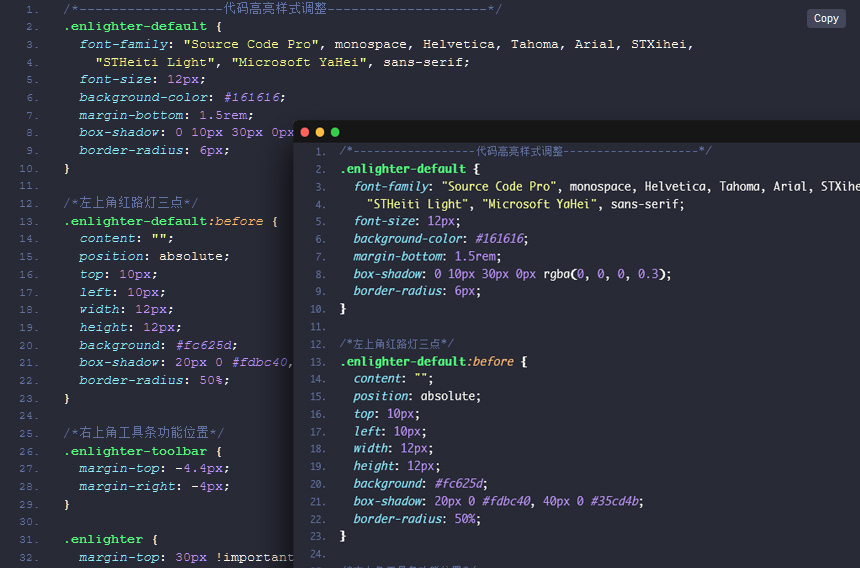 1. /*------------------代码高亮样式调整--------------------*/
2. .enlighter-default {
3. font-family: "Source Code Pro", monospace, Helvetica, Tahoma, Arial, STXihei,
4. "STHeiti Light", "Microsoft YaHei", sans-serif;
5. font-size: 12px;
6. background-color: #161616;
7. margin-bottom: 1.5rem;
8. box-shadow: 0 10px 30px 0px
9. border-radius: 6px;
10. }
11.
12. /*左上角红路灯三点*/
13. .enlighter-default:before {
14. content: "";
15. position: absolute;
16. top: 10px;
17. left: 10px;
18. width: 12px;
19. height: 12px;
20. background: #fc625d;
21. box-shadow: 20px 0 #fdbc40,
22. border-radius: 50%;
23. }
24.
25. /*右上角工具条功能位置*/
26. .enlighter-toolbar {
27. margin-top: -4.4px;
28. margin-right: -4px;
29. }
30.
31. .enlighter {
32. margin-top: 30px !important
Copy
1. /*------------------代码高亮样式调整--------------------*/
2. .enlighter-default {
3. font-family: "Source Code Pro", monospace, Helvetica, Tahoma, Arial, STXihe
4. "STHeiti Light", "Microsoft YaHei", sans-serif;
5. font-size: 12px;
6. background-color: #161616;
7. margin-bottom: 1.5rem;
8. box-shadow: 0 10px 30px 0px rgba(0, 0, 0, 0.3);
9. border-radius: 6px;
10. }
11.
12. /*左上角红路灯三点*/
13. .enlighter-default:before {
14. content: "";
15. position: absolute;
16. top: 10px;
17. left: 10px;
18. width: 12px;
19. height: 12px;
20. background: #fc625d;
21. box-shadow: 20px 0 #fdbc40, 40px 0 #35cd4b;
22. border-radius: 50%;
23. }
24.